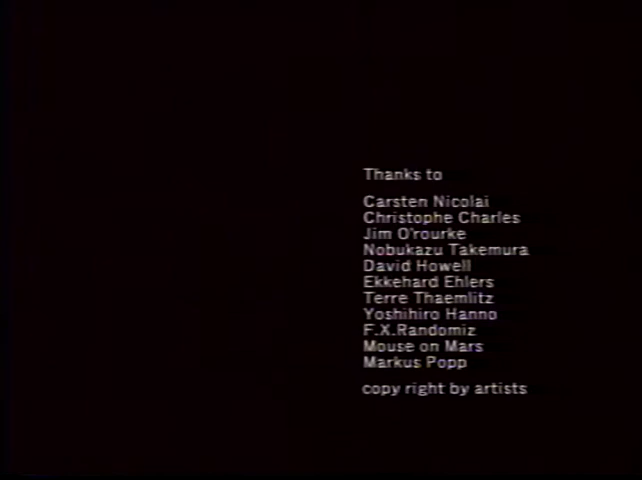 Thanks to
Carsten Nicolai
Christophe Charles
Jim O'rourke
Nobukazu Takemura
David Howell
Ekkehard Ehlers
Terre Thaemlitz
Yoshihiro Hanno
F.X.Randomiz
Mouse on Mars
Markus Popp
copy right by artists